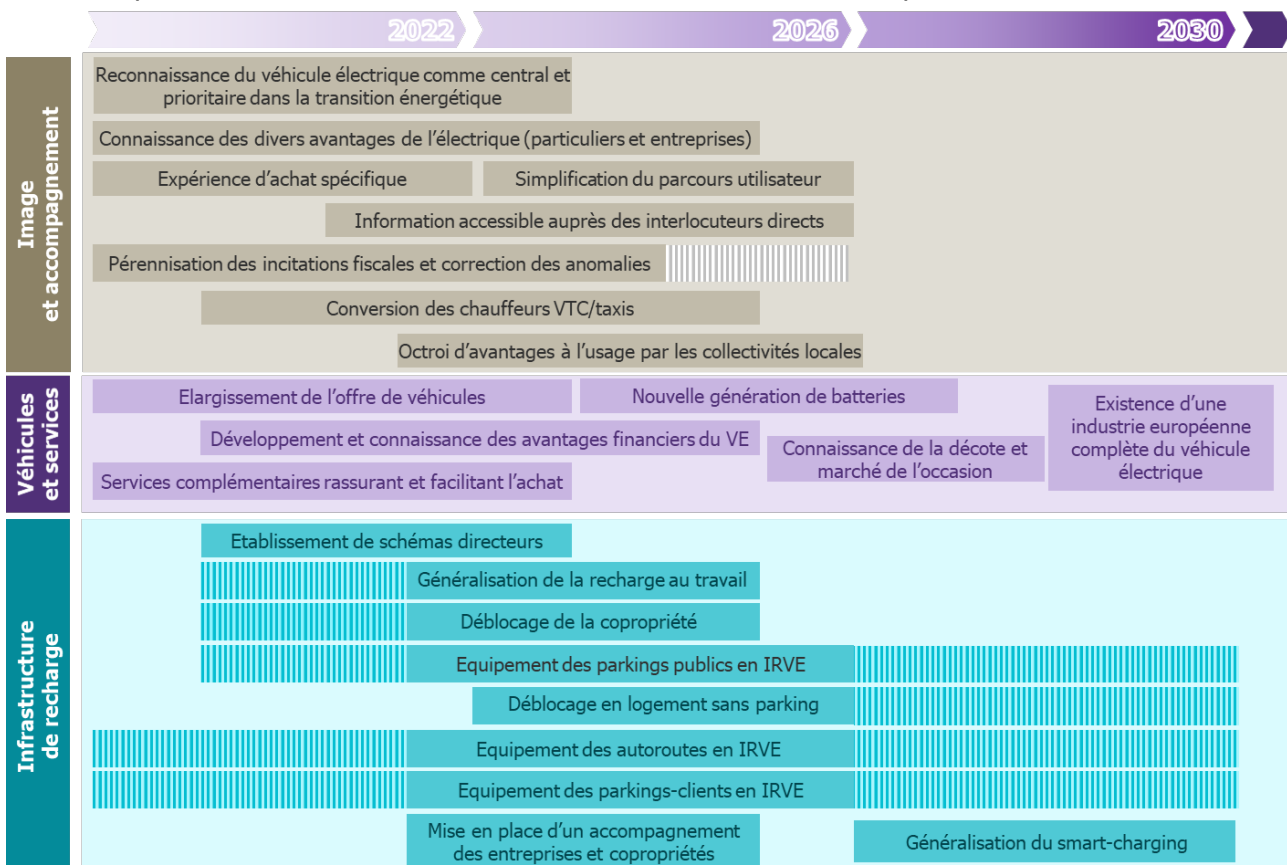 2022
2026
2030
Image
et accompagnement
Reconnaissance du véhicule électrique comme central et
prioritaire dans la transition énergétique
Connaissance des divers avantages de l'électrique (particuliers et entreprises)
Expérience d'achat spécifique
Simplification du parcours utilisateur
Information accessible auprès des interlocuteurs directs
Pérennisation des incitations fiscales et correction des anomalies
Conversion des chauffeurs VTC/taxis
Octroi d'avantages à l'usage par les collectivités locales
Véhicules
et services
Elargissement de l'offre de véhicules
Nouvelle génération de batteries
Existence d'une
industrie européenne
complète du véhicule
électrique
Développement et connaissance des avantages financiers du VE
Connaissance de la décote et
marché de l'occasion
Services complémentaires rassurant et facilitant l'achat
Infrastructure
de recharge
Etablissement de schémas directeurs
Généralisation de la recharge au travail
Déblocage de la copropriété
Equipement des parkings publics en IRVE
Déblocage en logement sans parking
Equipement des autoroutes en IRVE
Equipement des parkings-clients en IRVE
Mise en place d'un accompagnement
des entreprises et copropriétés
Généralisation du smart-charging